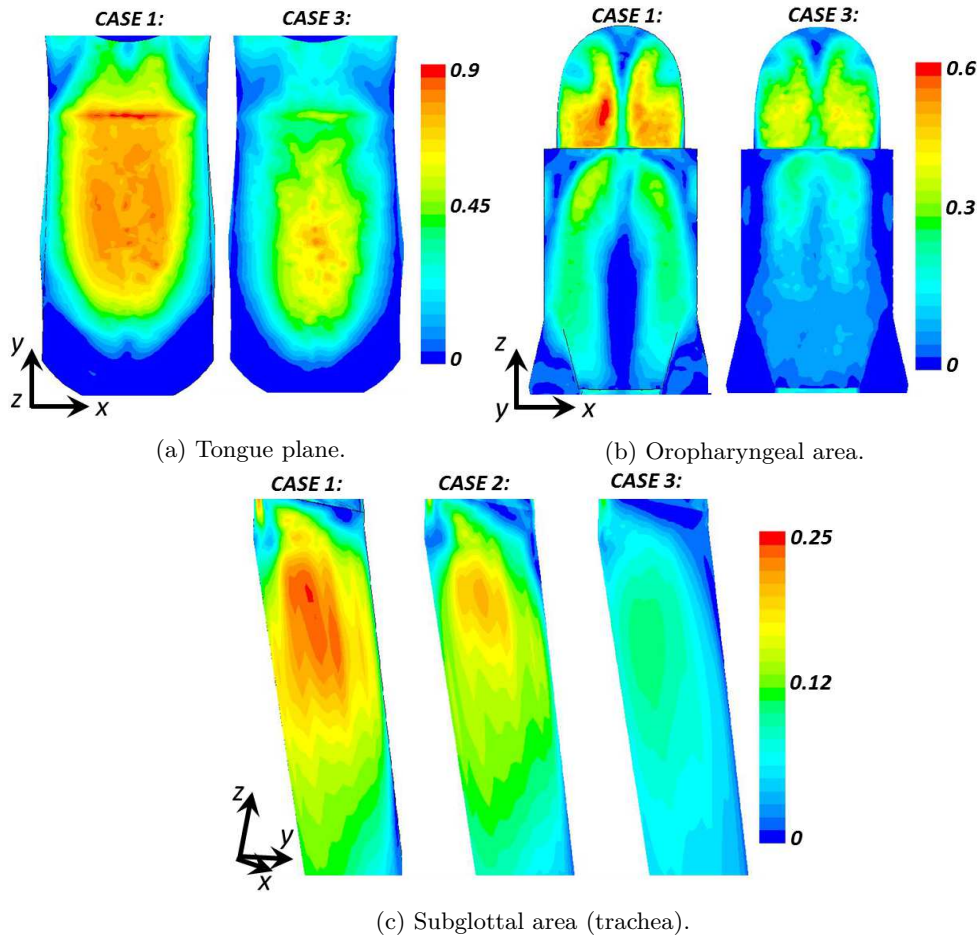 CASE 1: CASE 3:
0.9
0.45
0
y
z x
(a) Tongue plane.
CASE 1: CASE 3:
0.6
0.3
0
z
y x
(b) Oropharyngeal area.
CASE 1: CASE 2: CASE 3:
0.25
0.12
0
z
y
x
(c) Subglottal area (trachea).